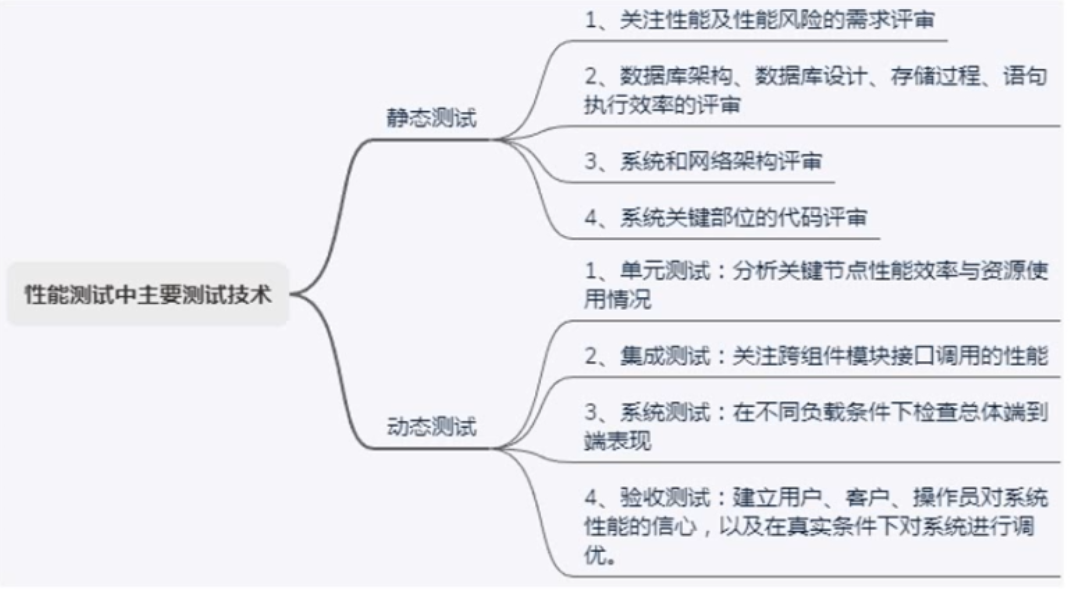 性能测试中主要测试技术
静态测试
1、关注性能及性能风险的需求评审
2、数据库架构、数据库设计、存储过程、语句
执行效率的评审
3、系统和网络架构评审
4、系统关键部位的代码评审
动态测试
1、单元测试：分析关键节点性能效率与资源使
用情况
2、集成测试：关注跨组件模块接口调用的性能
3、系统测试：在不同负载条件下检查总体端到
端表现
4、验收测试：建立用户、客户、操作员对系统
性能的信心，以及在真实条件下对系统进行调
优。